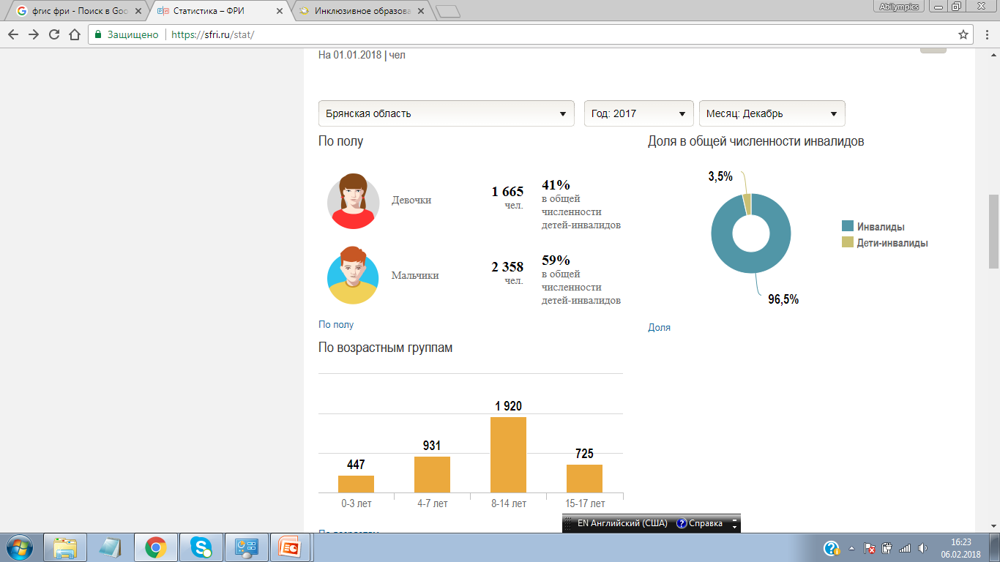 фгис фри - Поиск в Goo
Статистика – ФРИ
Инклюзивное образова
Abilympics
Защищено
https://sfri.ru/stat/
На 01.01.2018 | чел
Брянская область
Год: 2017
Месяц: Декабрь
По полу
Девочки
1 665
чел.
41%
в общей
численности
детей-инвалидов
Мальчики
2 358
чел.
59%
в общей
численности
детей-инвалидов
По полу
Доля в общей численности инвалидов
3,5%
96,5%
Инвалиды
Дети-инвалиды
Доля
По возрастным группам
447
931
1 920
725
0-3 лет
4-7 лет
8-14 лет
15-17 лет
EN Английский (США)
Справка
16:23
06.02.2018